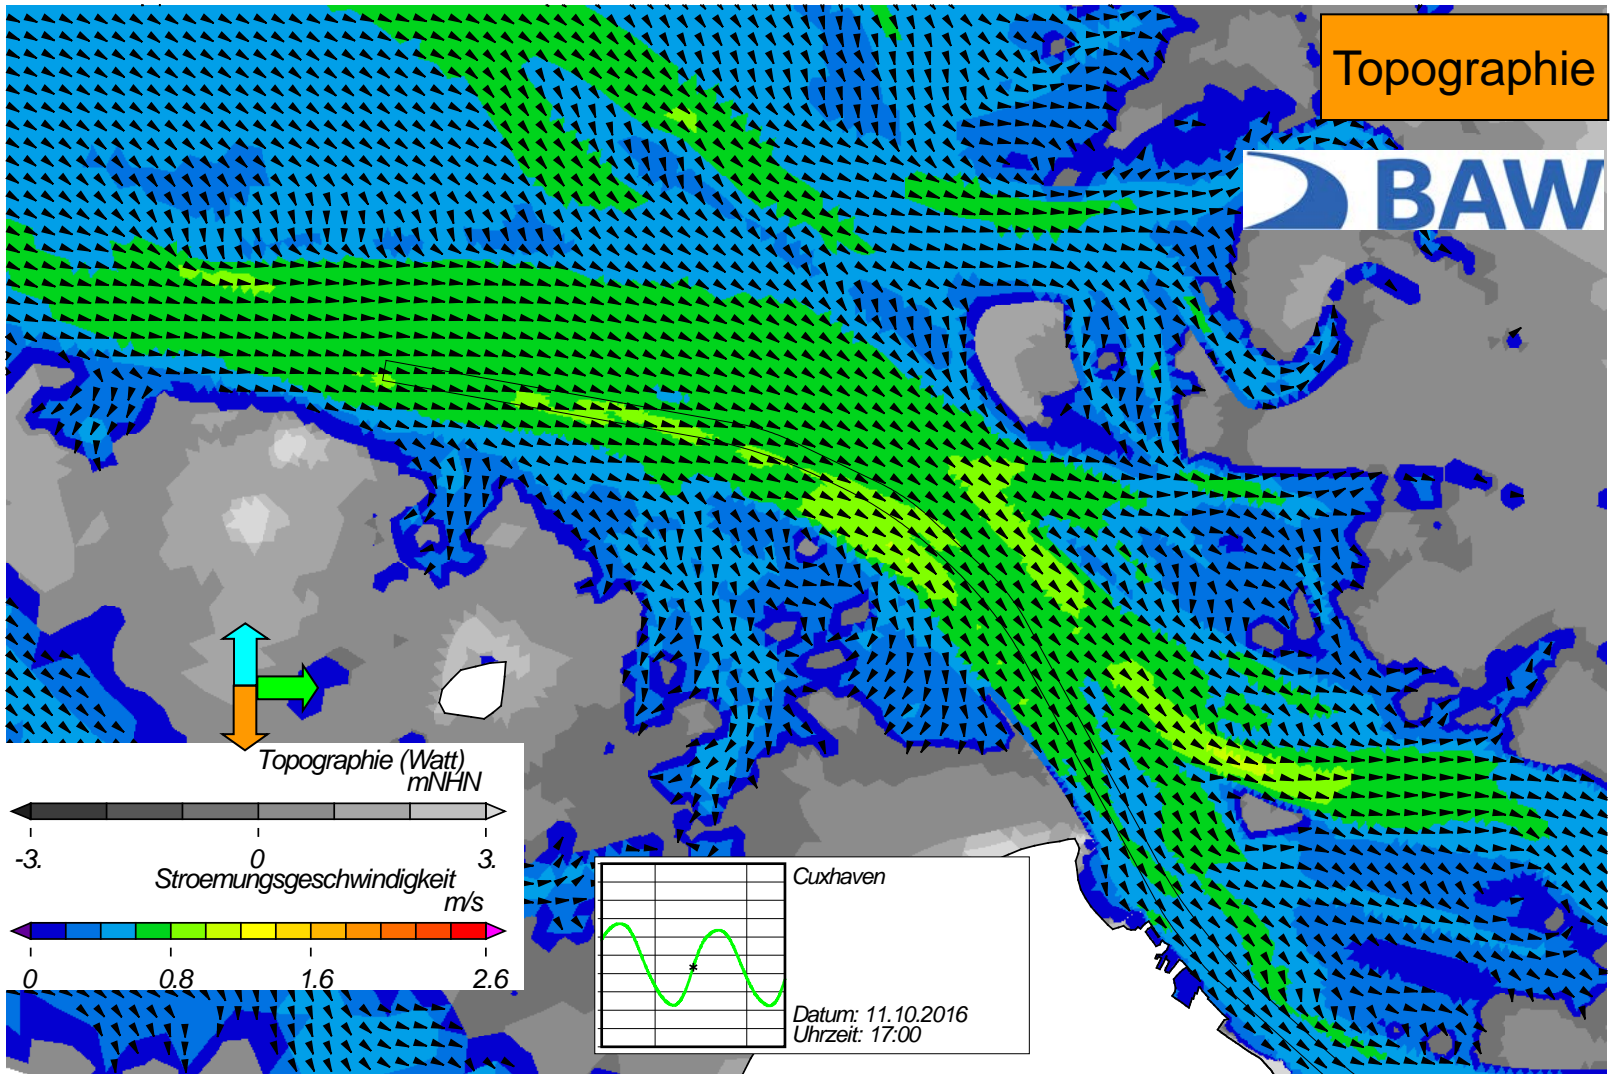 Topographie
BAW
Topographie (Watt)
mNHN
-3. 0 3.
Stroemungsgeschwindigkeit
m/s
0 0.8 1.6 2.6
Cuxhaven
Datum: 11.10.2016
Uhrzeit: 17:00